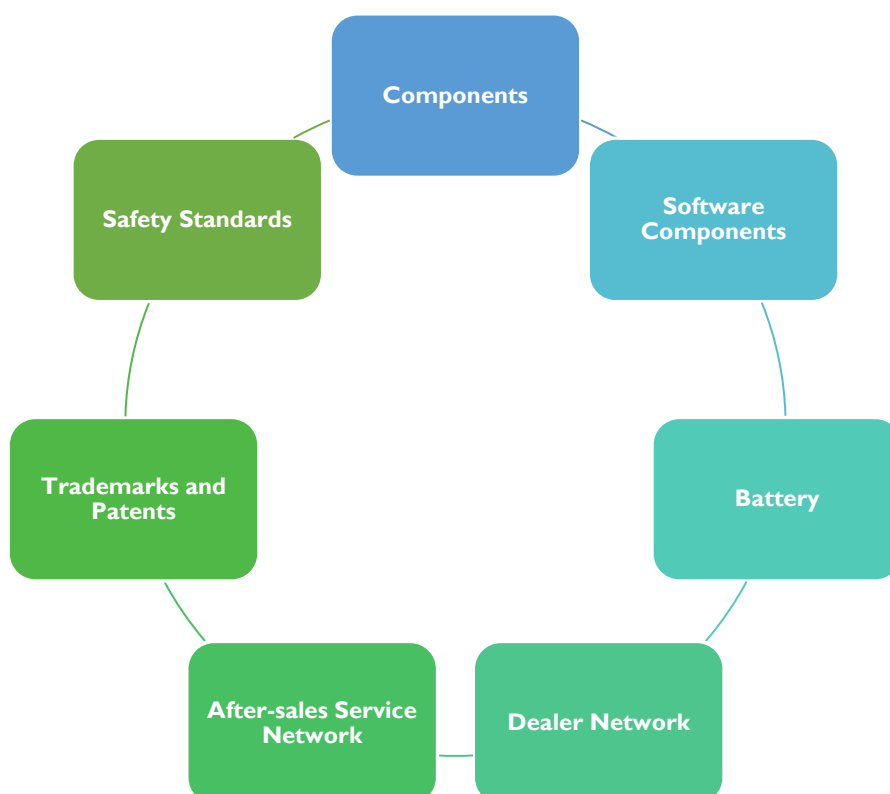 Components
Software
Components
Battery
Dealer Network
After-sales Service
Network
Trademarks and
Patents
Safety Standards